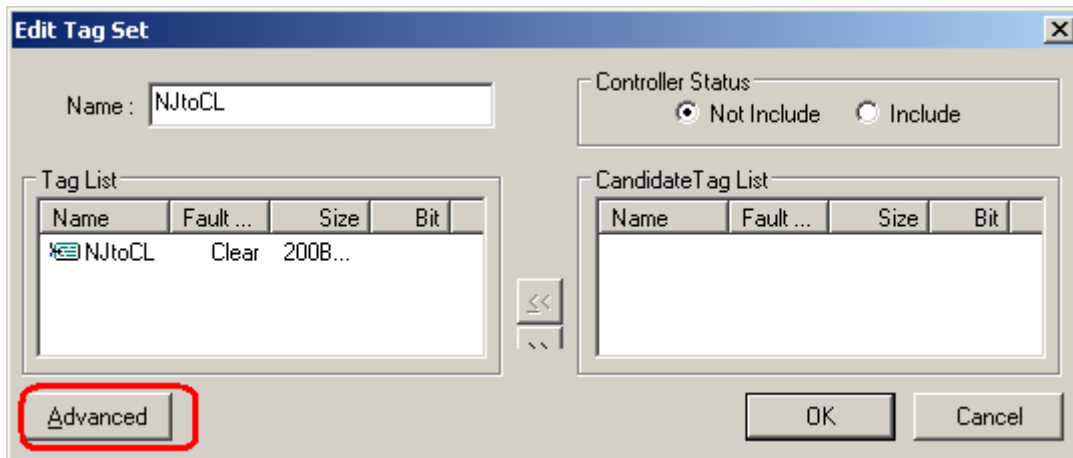 Edit Tag Set
Name : NJtoCL
Controller Status
Not Include Include
Tag List
Name Fault ... Size Bit
NJtoCL Clear 200B...
<<
>>
CandidateTag List
Name Fault ... Size Bit
Advanced
OK Cancel